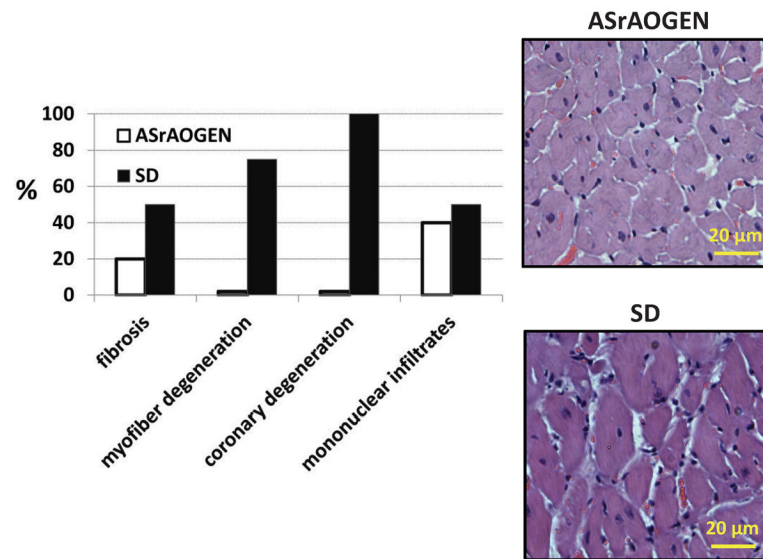 ASrAOGEN
100
80
60
40
20
0
%
ASrAOGEN
SD
fibrosis
myofiber degeneration
coronary degeneration
mononuclear infiltrates
20 µm
SD
20 µm